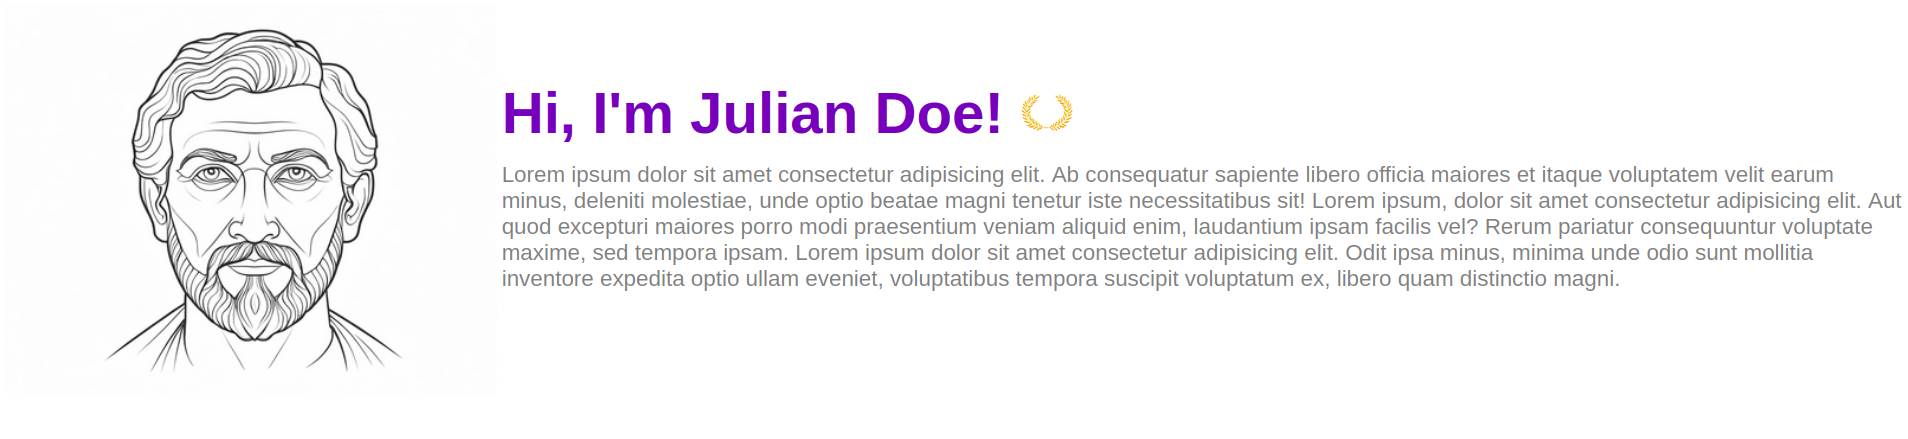 Hi, I'm Julian Doe!
Lorem ipsum dolor sit amet consectetur adipisicing elit. Ab consequatur sapiente libero officia maiores et itaque voluptatem velit earum
minus, deleniti molestiae, unde optio beatae magni tenetur iste necessitatibus sit! Lorem ipsum, dolor sit amet consectetur adipisicing elit. Aut
quod excepturi maiores porro modi praesentium veniam aliquid enim, laudantium ipsam facilis vel? Rerum pariatur consequuntur voluptate
maxime, sed tempora ipsam. Lorem ipsum dolor sit amet consectetur adipisicing elit. Odit ipsa minus, minima unde odio sunt mollitia
inventore expedita optio ullam eveniet, voluptatibus tempora suscipit voluptatum ex, libero quam distinctio magni.